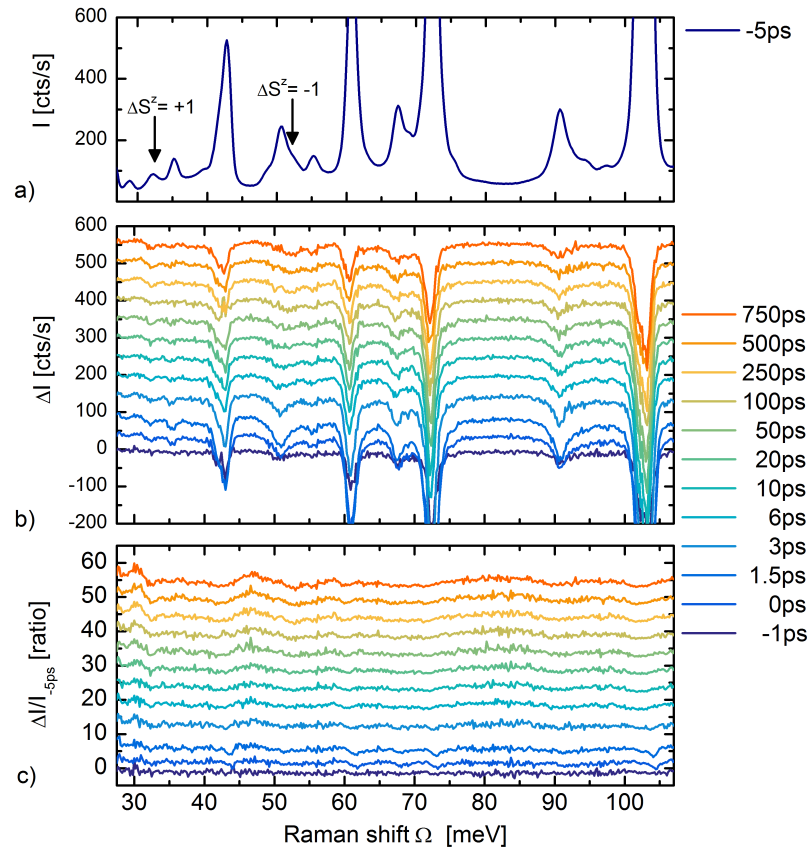 600
400
200
I [cts/s]
ΔS^z= +1
ΔS^z= -1
-5ps
a)
600
500
400
300
200
100
0
-100
-200
ΔI [cts/s]
b)
750ps
500ps
250ps
100ps
50ps
20ps
10ps
6ps
3ps
1.5ps
0ps
-1ps
60
50
40
30
20
10
0
ΔI/I_-5ps [ratio]
c)
30 40 50 60 70 80 90 100
Raman shift Ω [meV]